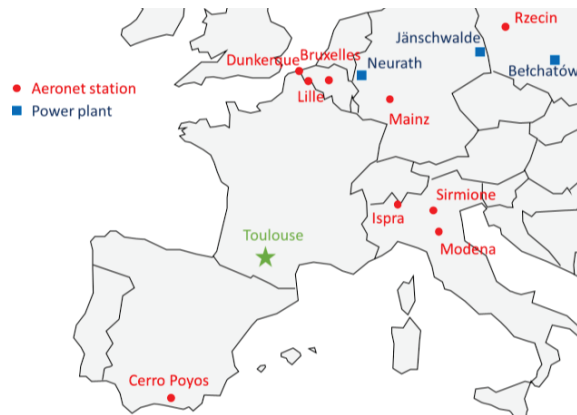 Rzecin
Jänschwalde
Dunkerque
Bruxelles
Neurath
Bełchatów
Aeronet station
Lille
Power plant
Mainz
Sirmione
Ispra
Toulouse
Modena
Cerro Poyos